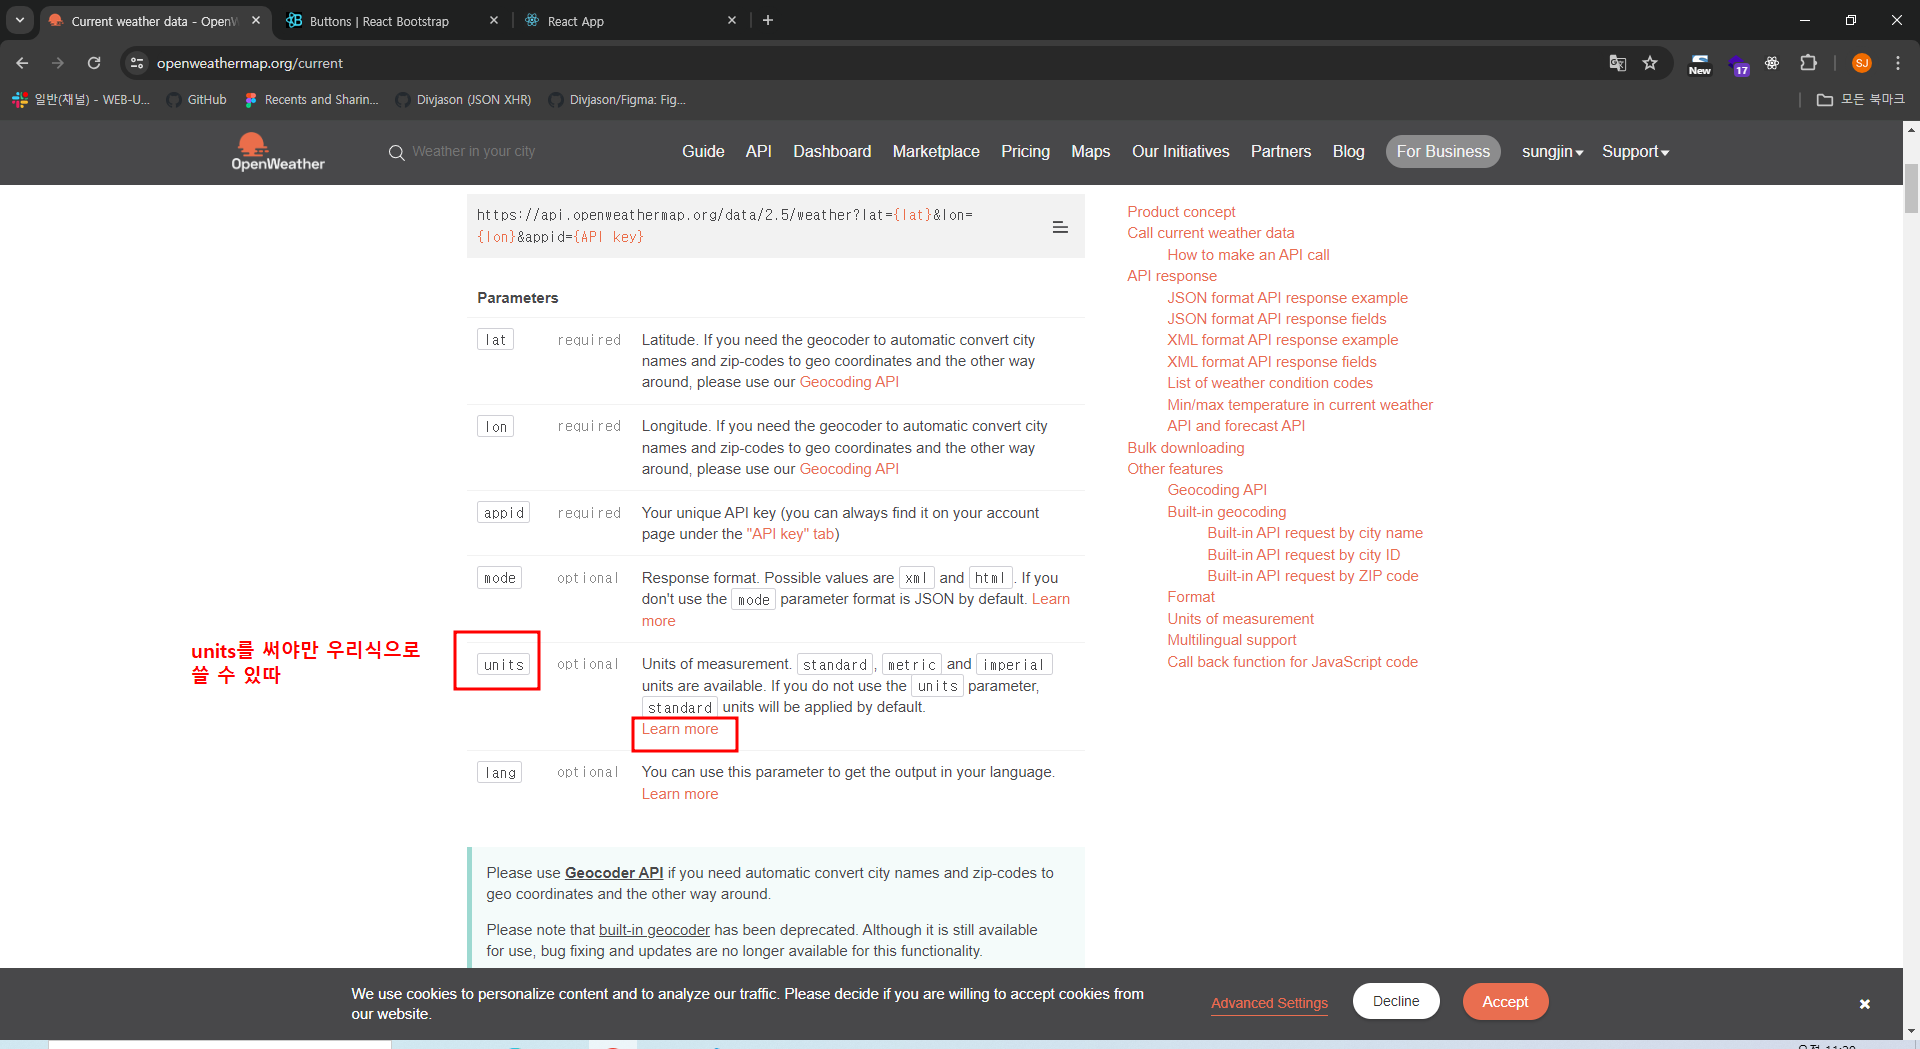 Current weather data - OpenW
Buttons | React Bootstrap
React App
openweathermap.org/current
New
17
SJ
일반(채널) - WEB-U...
GitHub
Recents and Sharin...
Divjason (JSON XHR)
Divjason/Figma: Fig...
모든 북마크
OpenWeather
Weather in your city
Guide
API
Dashboard
Marketplace
Pricing
Maps
Our Initiatives
Partners
Blog
For Business
sungjin
Support
https://api.openweathermap.org/data/2.5/weather?lat={lat}&lon=
{lon}&appid={API key}
Parameters
lat required Latitude. If you need the geocoder to automatic convert city
names and zip-codes to geo coordinates and the other way
around, please use our Geocoding API
lon required Longitude. If you need the geocoder to automatic convert city
names and zip-codes to geo coordinates and the other way
around, please use our Geocoding API
appid required Your unique API key (you can always find it on your account
page under the "API key" tab)
mode optional Response format. Possible values are xml and html. If you
don't use the mode parameter format is JSON by default. Learn
more
units를 써야만 우리식으로
쓸 수 있따
units optional Units of measurement. standard, metric and imperial
units are available. If you do not use the units parameter,
standard units will be applied by default.
Learn more
lang optional You can use this parameter to get the output in your language.
Learn more
Please use Geocoder API if you need automatic convert city names and zip-codes to
geo coordinates and the other way around.
Please note that built-in geocoder has been deprecated. Although it is still available
for use, bug fixing and updates are no longer available for this functionality.
Product concept
Call current weather data
How to make an API call
API response
JSON format API response example
JSON format API response fields
XML format API response example
XML format API response fields
List of weather condition codes
Min/max temperature in current weather
API and forecast API
Bulk downloading
Other features
Geocoding API
Built-in geocoding
Built-in API request by city name
Built-in API request by city ID
Built-in API request by ZIP code
Format
Units of measurement
Multilingual support
Call back function for JavaScript code
We use cookies to personalize content and to analyze our traffic. Please decide if you are willing to accept cookies from
our website.
Advanced Settings
Decline
Accept